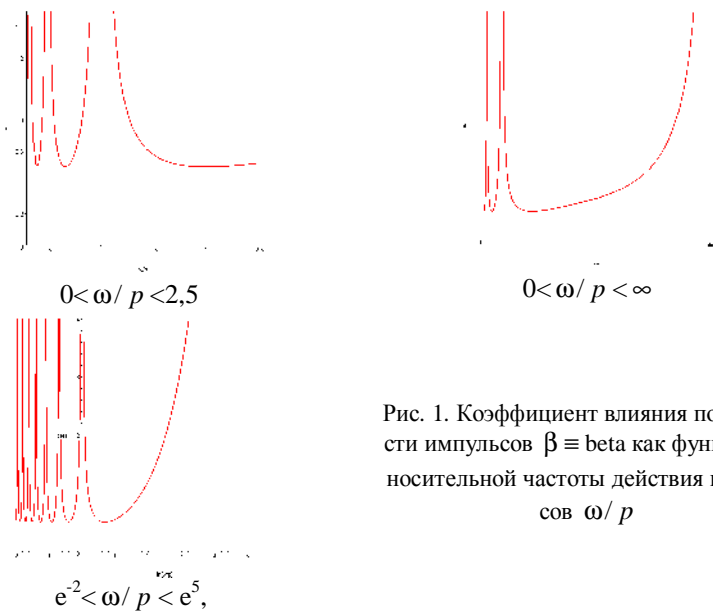 0< ω/ p <2,5
0< ω/ p < ∞
Рис. 1. Коэффициент влияния по
сти импульсов β ≡ beta как фун
носительной частоты действия
сов ω/ p
e⁻²< ω/ p < e⁵,